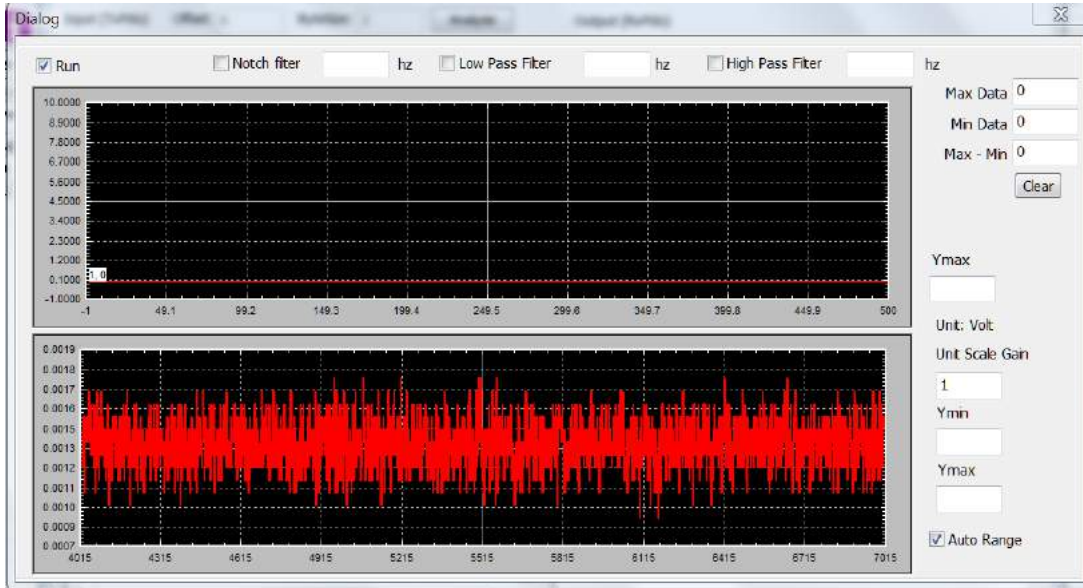 Dialog
Run Notch filter hz Low Pass Filter hz High Pass Filter hz
Max Data 0
Min Data 0
Max - Min 0
Clear
10.0000
8.9000
7.8000
6.7000
5.6000
4.5000
3.4000
2.3000
1.2000
0.1000
-1.0000
1, 0
-1 49.1 99.2 149.3 199.4 249.5 299.6 349.7 399.8 449.9 500
Ymax
Unit: Volt
Unit Scale Gain
1
Ymin
Ymax
Auto Range
0.0019
0.0018
0.0017
0.0016
0.0015
0.0013
0.0012
0.0011
0.0010
0.0009
0.0007
4015 4315 4615 4915 5215 5515 5815 6115 6415 6715 7015